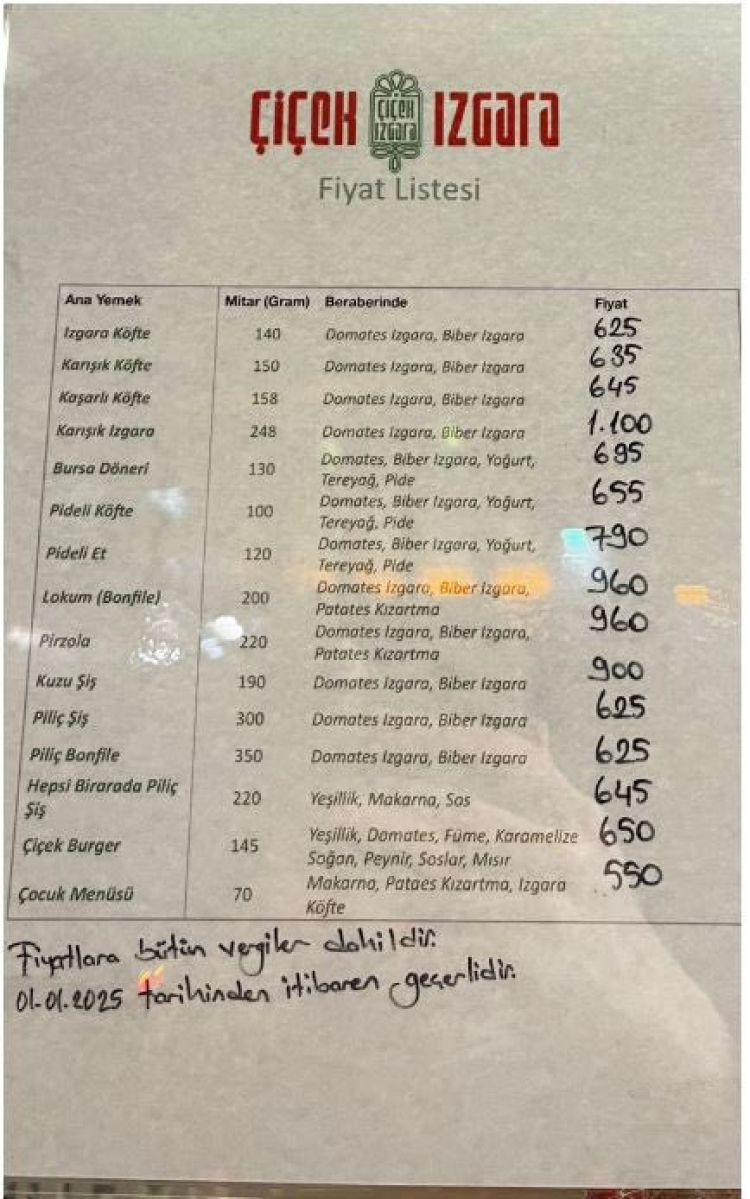 ÇİÇEK ÇİÇEK IZGARA IZGARA
Fiyat Listesi
Ana Yemek Mitar (Gram) Beraberinde Fiyat
Izgara Köfte 140 Domates Izgara, Biber Izgara 625
Karışık Köfte 150 Domates Izgara, Biber Izgara 635
Kaşarlı Köfte 158 Domates Izgara, Biber Izgara 645
Karışık Izgara 248 Domates Izgara, Biber Izgara 1.100
Bursa Döneri 130 Domates, Biber Izgara, Yoğurt, 695
Tereyağ, Pide
Pideli Köfte 100 Domates, Biber Izgara, Yoğurt, 655
Tereyağ, Pide
Pideli Et 120 Domates, Biber Izgara, Yoğurt, 790
Tereyağ, Pide
Lokum (Bonfile) 200 Domates Izgara, Biber Izgara, 960
Patates Kızartma
Pirzola 220 Domates Izgara, Biber Izgara, 960
Patates Kızartma
Kuzu Şiş 190 Domates Izgara, Biber Izgara 900
Piliç Şiş 300 Domates Izgara, Biber Izgara 625
Piliç Bonfile 350 Domates Izgara, Biber Izgara 625
Hepsi Birarada Piliç
Şiş 220 Yeşillik, Makarna, Sos 645
Çiçek Burger 145 Yeşillik, Domates, Füme, Karamelize 650
Soğan, Peynir, Soslar, Mısır
Çocuk Menüsü 70 Makarna, Pataes Kızartma, Izgara 550
Köfte
Fiyatlara bütün vergiler dahildir.
01-01.2025 tarihinden itibaren geçerlidir.